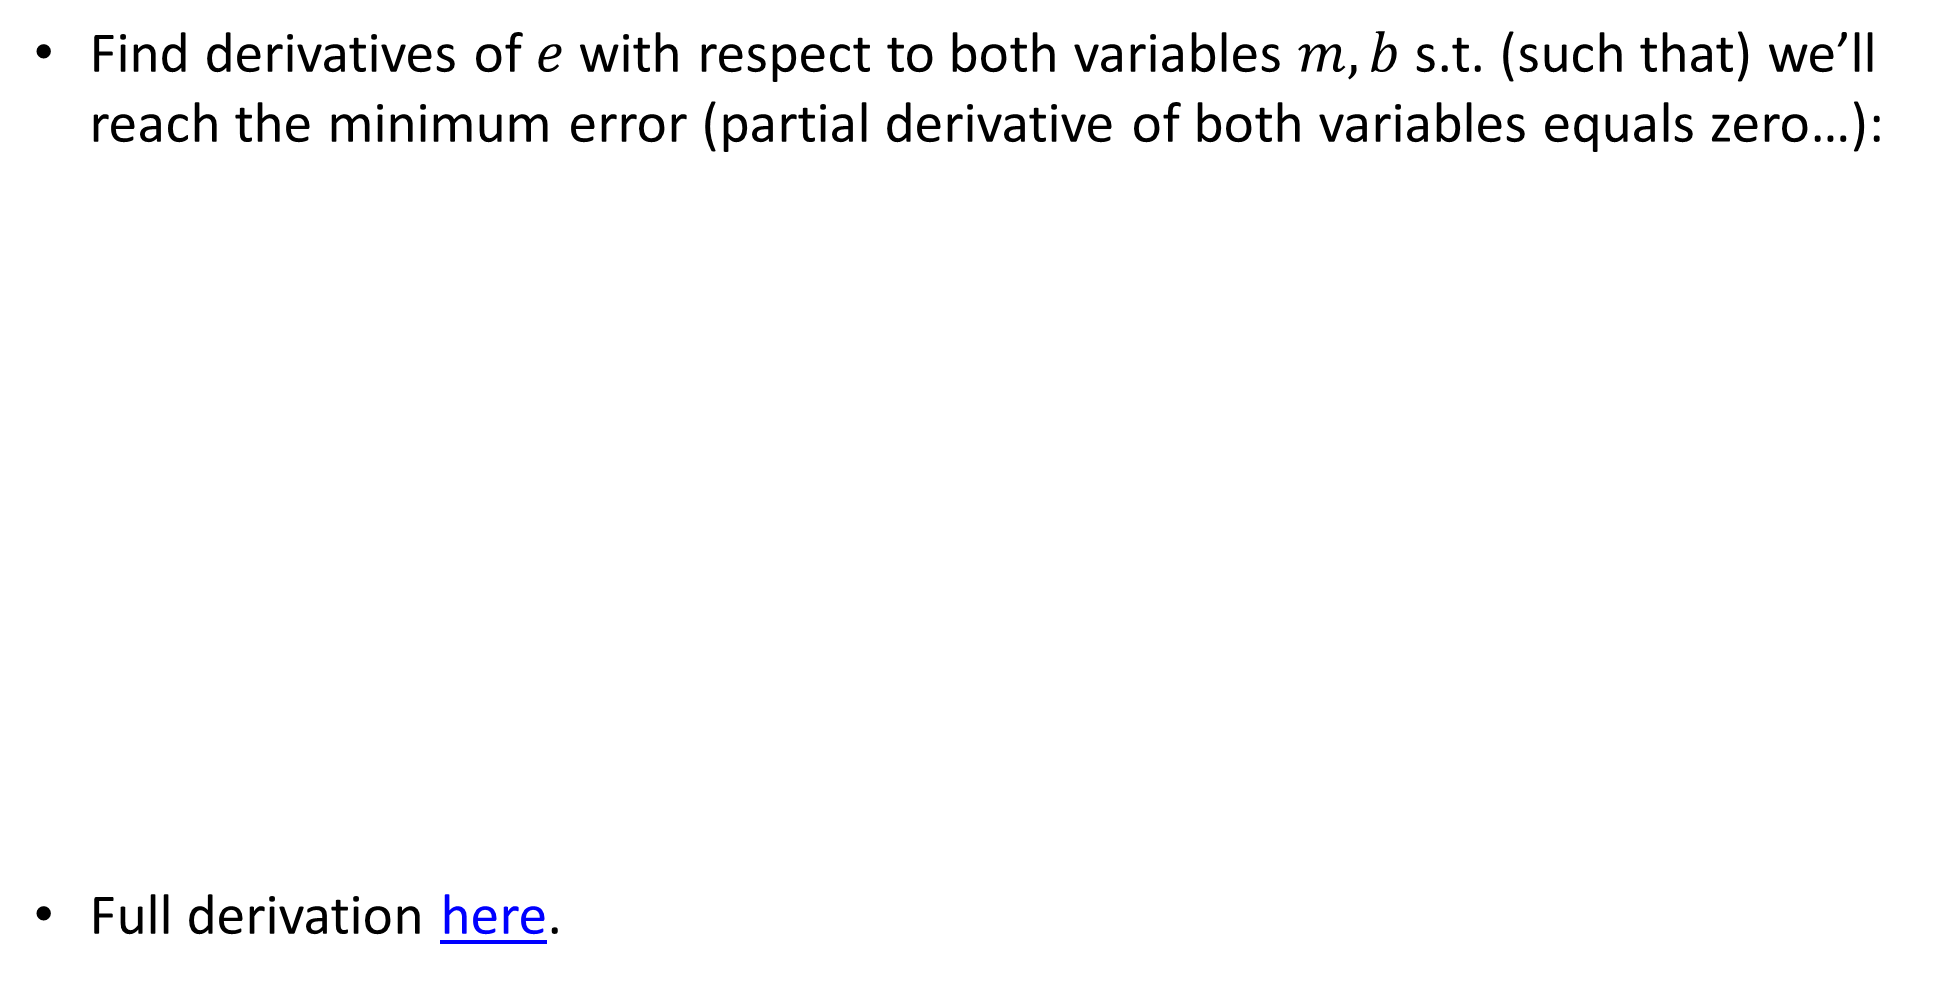 • Find derivatives of e with respect to both variables m, b s.t. (such that) we’ll
reach the minimum error (partial derivative of both variables equals zero…):
• Full derivation here.